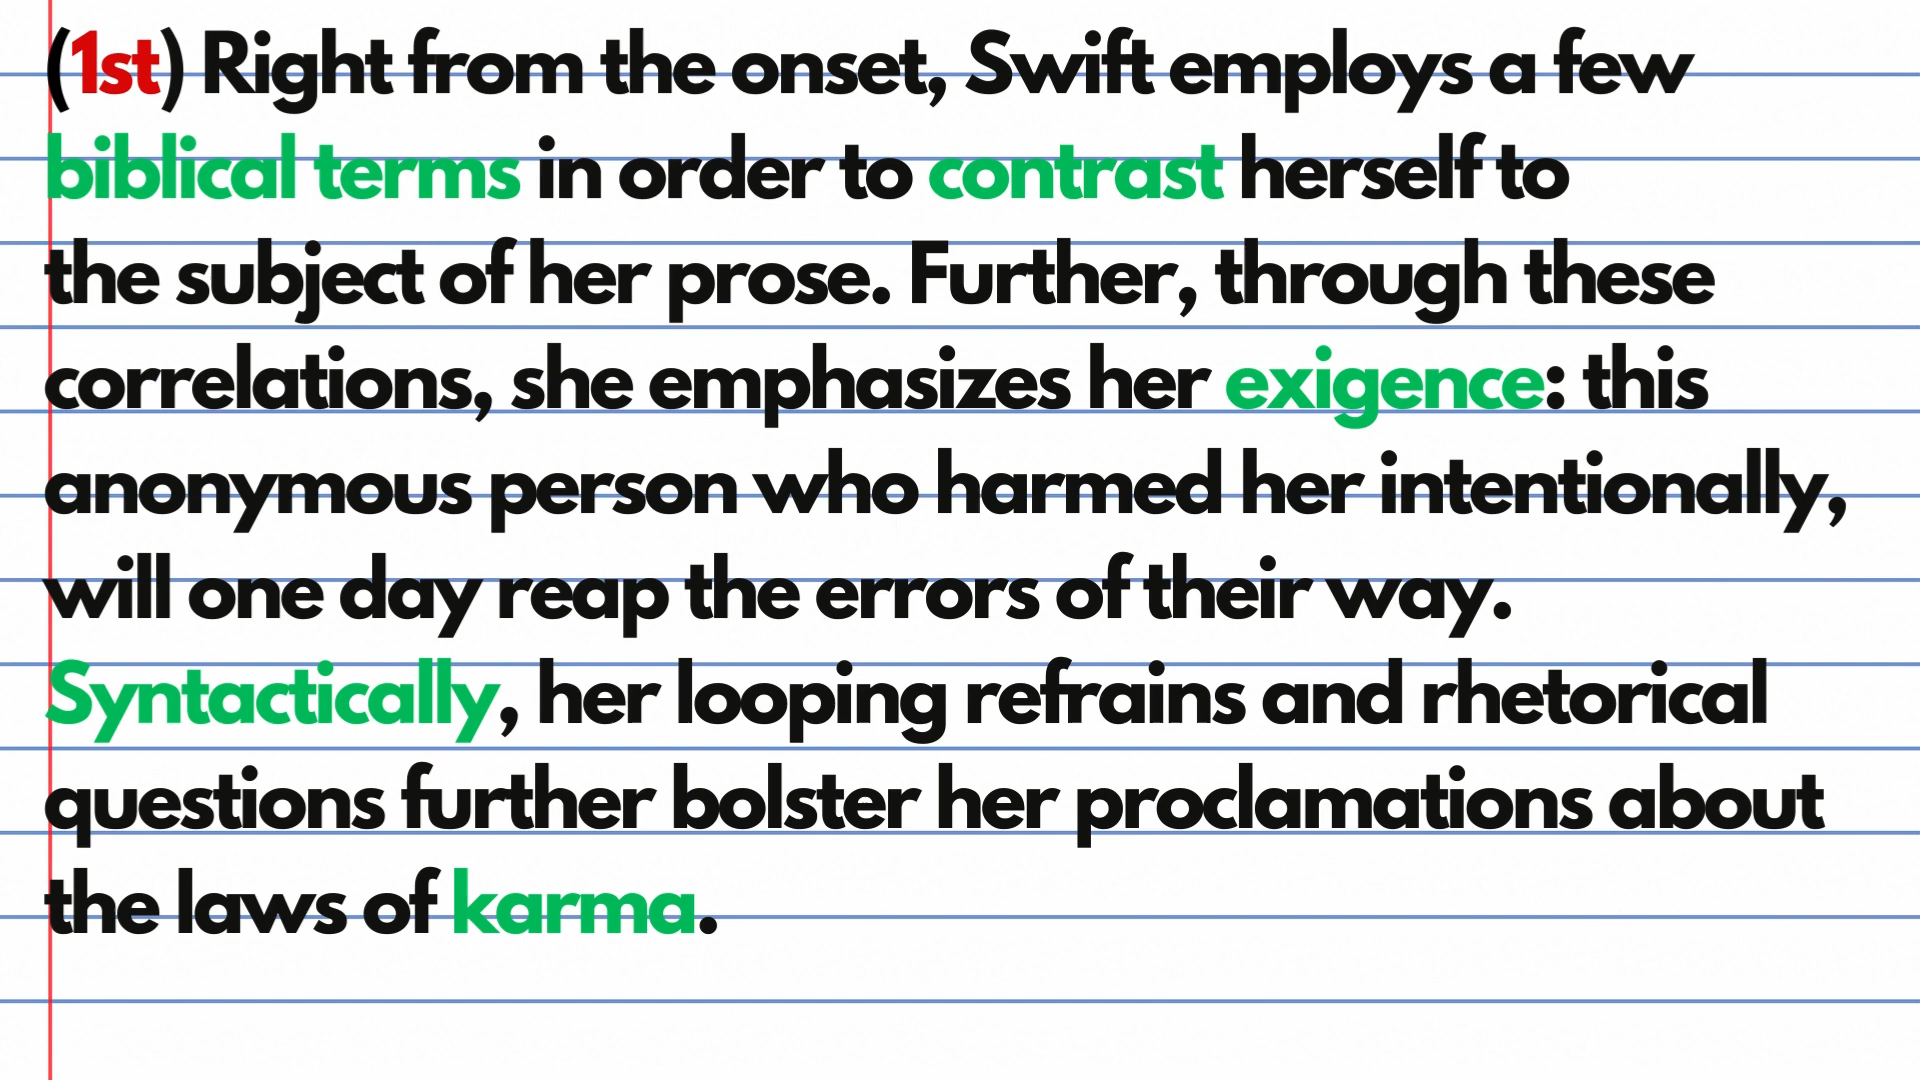 (1st) Right from the onset, Swift employs a few
biblical terms in order to contrast herself to
the subject of her prose. Further, through these
correlations, she emphasizes her exigence: this
anonymous person who harmed her intentionally,
will one day reap the errors of their way.
Syntactically, her looping refrains and rhetorical
questions further bolster her proclamations about
the laws of karma.